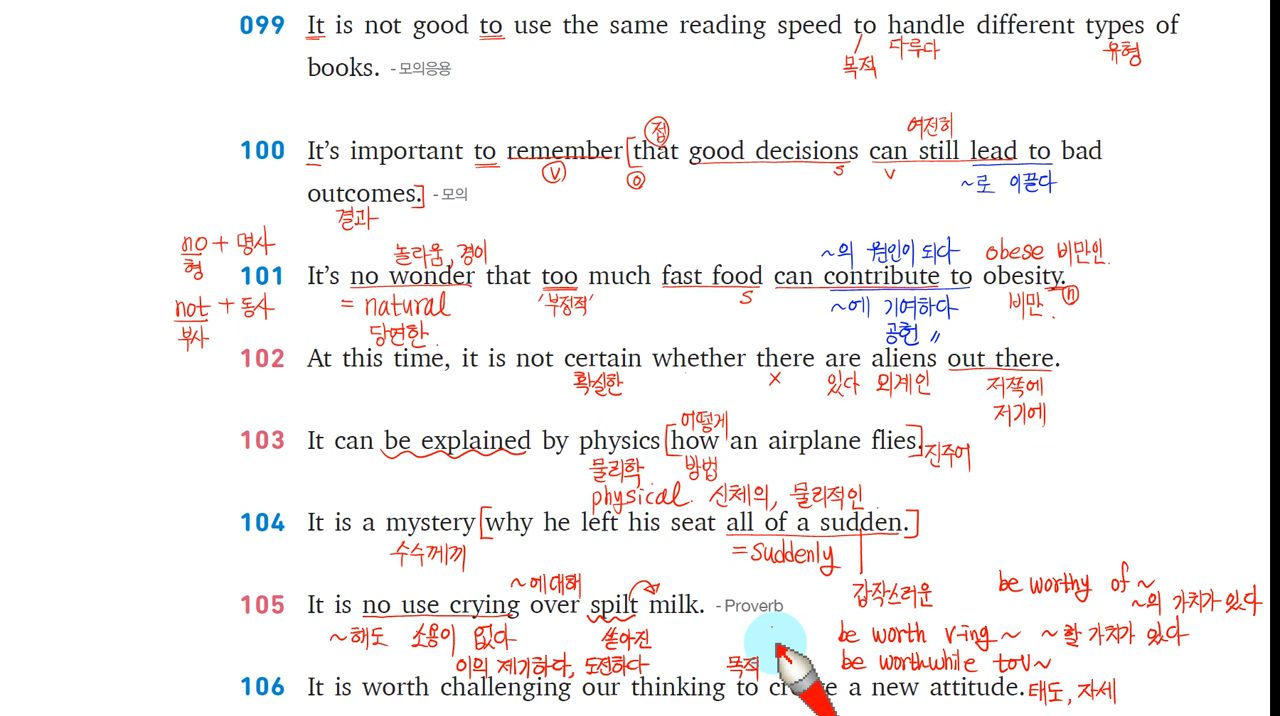 099 It is not good to use the same reading speed to handle different types of
목적 다루다 유형
books. - 모의응용
접 여전히
100 It's important to remember [that good decisions can still lead to bad
V O S V ~로 이끌다
outcomes.] - 모의
결과
no + 명사
형
not + 동사
부사
놀라움, 경이 ~의 원인이 되다 obese 비만인.
101 It's no wonder that too much fast food can contribute to obesity.
= natural '부정적' S ~에 기여하다 비만. n
당연한. 공헌 〃
102 At this time, it is not certain whether there are aliens out there.
확실한 x 있다 외계인 저쪽에
저기에
어떻게
103 It can be explained by physics [how an airplane flies.] 진주어
물리학 방법
physical. 신체의, 물리적인
104 It is a mystery [why he left his seat all of a sudden.]
수수께끼 = Suddenly
갑작스러운
~에 대해 be worthy of ~
~의 가치가 있다
105 It is no use crying over spilt milk. - Proverb
~해도 소용이 없다 쏟아진 be worth v-ing ~ ~할 가치가 있다
이의 제기하다, 도전하다 목적 be worthwhile to v ~
106 It is worth challenging our thinking to create a new attitude. 태도, 자세